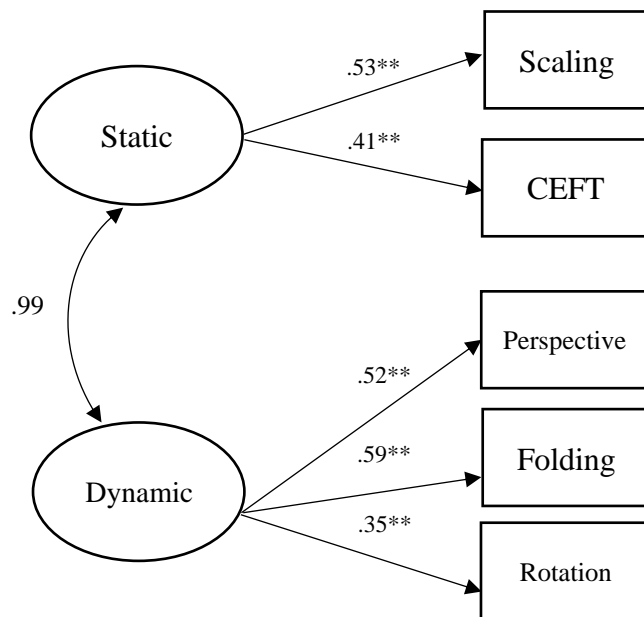 .53**
Scaling
Static
.41**
CEFT
.99
Perspective
.52**
.59**
Folding
Dynamic
.35**
Rotation